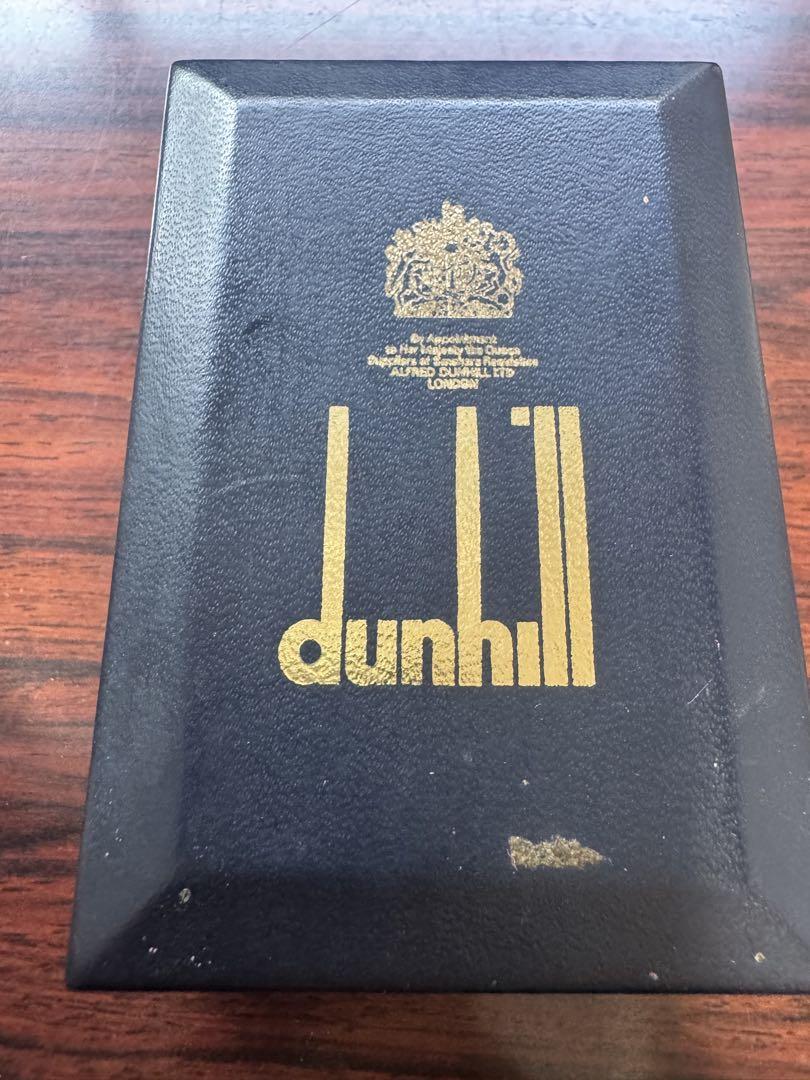 By Appointment
to Her Majesty the Queen
Suppliers of Smokers Requisites
ALFRED DUNHILL LTD
LONDON
dunhill